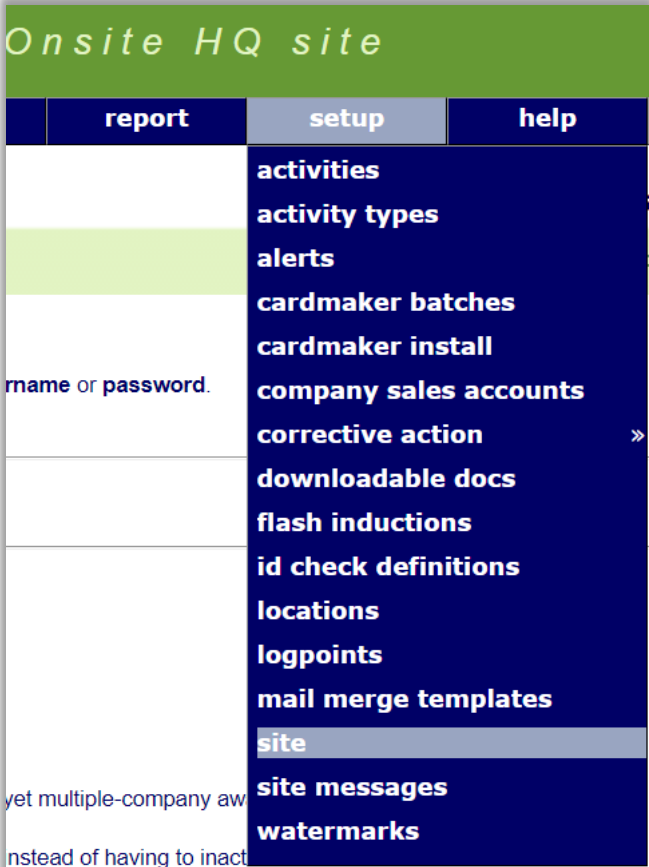 Onsite HQ site
report setup help
activities
activity types
alerts
cardmaker batches
cardmaker install
rname or password.
company sales accounts
corrective action »
downloadable docs
flash inductions
id check definitions
locations
logpoints
mail merge templates
site
site messages
yet multiple-company aw
watermarks
nstead of having to inact